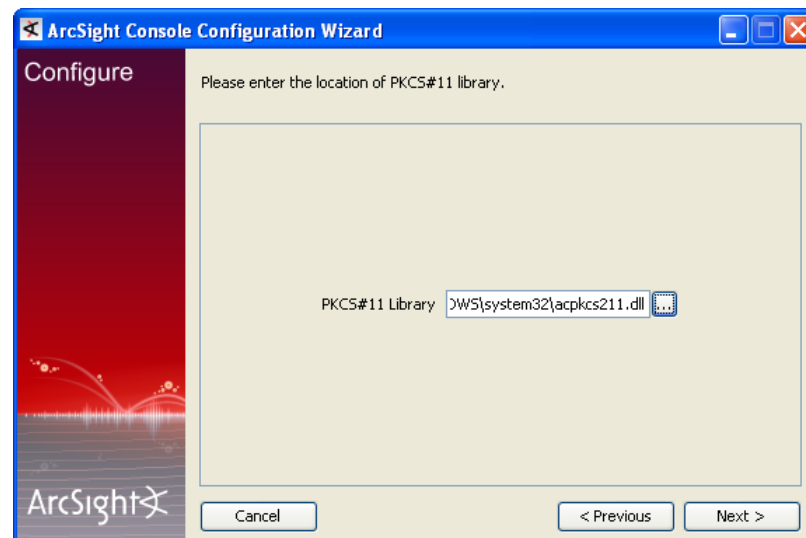 ArcSight Console Configuration Wizard
Configure
Please enter the location of PKCS#11 library.
PKCS#11 Library DWS\system32\acpkcs211.dll ...
ArcSight
Cancel < Previous Next >